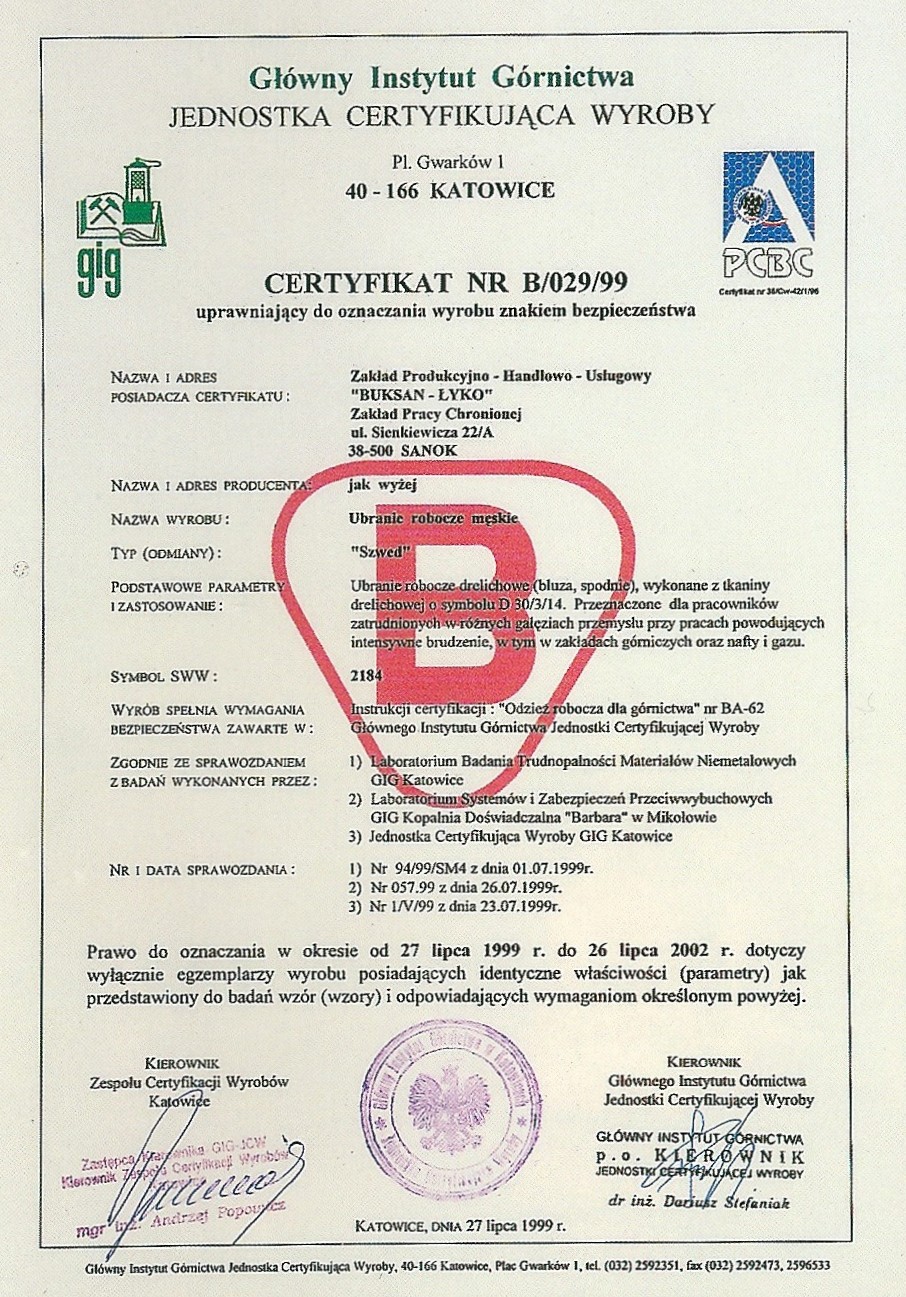 Główny Instytut Górnictwa
JEDNOSTKA CERTYFIKUJĄCA WYROBY
Pl. Gwarków 1
40 - 166 KATOWICE
gig
PCBC
Certyfikat nr 36/Cw-42/1/96
CERTYFIKAT NR B/029/99
uprawniający do oznaczania wyrobu znakiem bezpieczeństwa
NAZWA I ADRES
POSIADACZA CERTYFIKATU :
Zakład Produkcyjno - Handlowo - Usługowy
"BUKSAN - ŁYKO"
Zakład Pracy Chronionej
ul. Sienkiewicza 22/A
38-500 SANOK
NAZWA I ADRES PRODUCENTA: jak wyżej
NAZWA WYROBU : Ubranie robocze męskie
TYP (ODMIANY) : "Szwed"
B
PODSTAWOWE PARAMETRY
I ZASTOSOWANIE :
Ubranie robocze drelichowe (bluza, spodnie), wykonane z tkaniny
drelichowej o symbolu D 30/3/14. Przeznaczone dla pracowników
zatrudnionych w różnych gałęziach przemysłu przy pracach powodujących
intensywne brudzenie, w tym w zakładach górniczych oraz nafty i gazu.
SYMBOL SWW : 2184
WYRÓB SPEŁNIA WYMAGANIA
BEZPIECZEŃSTWA ZAWARTE W :
Instrukcji certyfikacji : "Odzież robocza dla górnictwa" nr BA-62
Głównego Instytutu Górnictwa Jednostki Certyfikującej Wyroby
ZGODNIE ZE SPRAWOZDANIEM
Z BADAŃ WYKONANYCH PRZEZ :
1) Laboratorium Badania Trudnopalności Materiałów Niemetalowych
GIG Katowice
2) Laboratorium Systemów i Zabezpieczeń Przeciwwybuchowych
GIG Kopalnia Doświadczalna "Barbara" w Mikołowie
3) Jednostka Certyfikująca Wyroby GIG Katowice
NR I DATA SPRAWOZDANIA :
1) Nr 94/99/SM4 z dnia 01.07.1999r.
2) Nr 057.99 z dnia 26.07.1999r.
3) Nr 1/V/99 z dnia 23.07.1999r.
Prawo do oznaczania w okresie od 27 lipca 1999 r. do 26 lipca 2002 r. dotyczy
wyłącznie egzemplarzy wyrobu posiadających identyczne właściwości (parametry) jak
przedstawiony do badań wzór (wzory) i odpowiadających wymaganiom określonym powyżej.
KIEROWNIK
Zespołu Certyfikacji Wyrobów
Katowice
Zastępca Kierownika GIG-JCW
Kierownik Zespołu Certyfikacji Wyrobów
mgr inż. Andrzej Popowicz
Główny Instytut Górnictwa w Katowicach
KIEROWNIK
Głównego Instytutu Górnictwa
Jednostki Certyfikującej Wyroby
GŁÓWNY INSTYTUT GÓRNICTWA
p.o. KIEROWNIK
JEDNOSTKI CERTYFIKUJĄCEJ WYROBY
dr inż. Dariusz Stefaniak
KATOWICE, DNIA 27 lipca 1999 r.
Główny Instytut Górnictwa Jednostka Certyfikująca Wyroby, 40-166 Katowice, Plac Gwarków 1, tel. (032) 2592351, fax (032) 2592473, 2596533